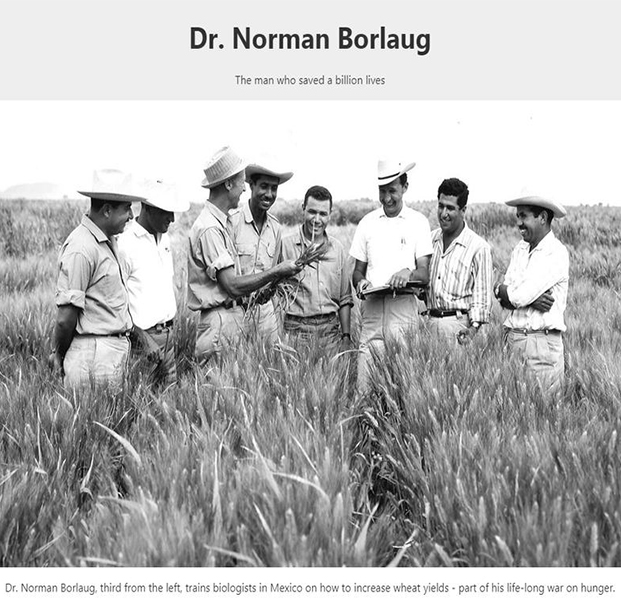 Dr. Norman Borlaug
The man who saved a billion lives
Dr. Norman Borlaug, third from the left, trains biologists in Mexico on how to increase wheat yields - part of his life-long war on hunger.